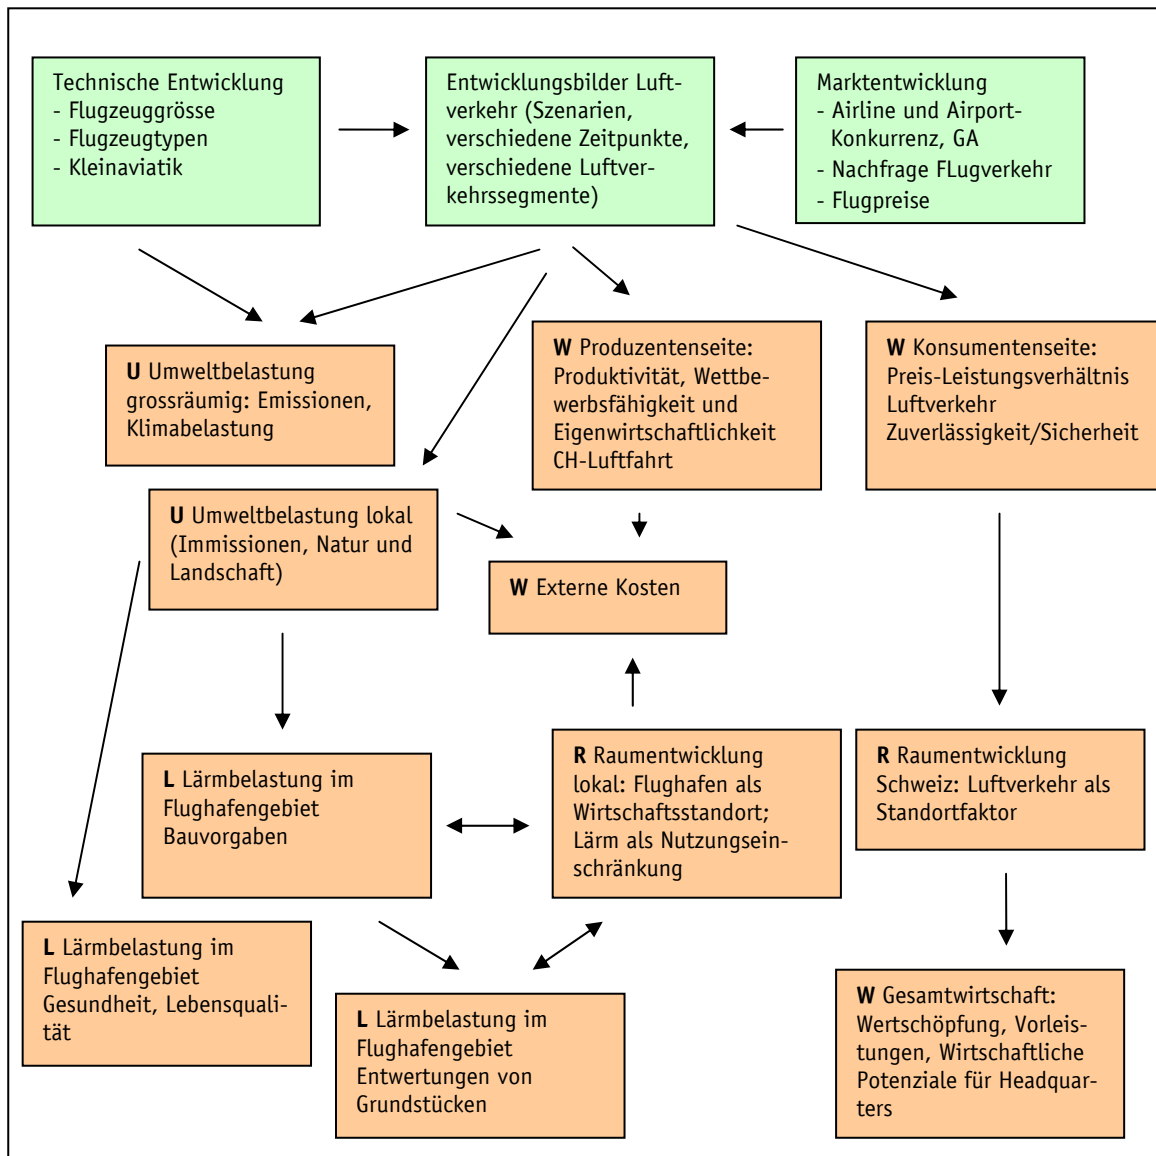 Technische Entwicklung
- Flugzeuggrösse
- Flugzeugtypen
- Kleinaviatik
Entwicklungsbilder Luft-
verkehr (Szenarien,
verschiedene Zeitpunkte,
verschiedene Luftver-
kehrssegmente)
Marktentwicklung
- Airline und Airport-
Konkurrenz, GA
- Nachfrage FLugverkehr
- Flugpreise
U Umweltbelastung
grossräumig: Emissionen,
Klimabelastung
W Produzentenseite:
Produktivität, Wettbe-
werbsfähigkeit und
Eigenwirtschaftlichkeit
CH-Luftfahrt
W Konsumentenseite:
Preis-Leistungsverhältnis
Luftverkehr
Zuverlässigkeit/Sicherheit
U Umweltbelastung lokal
(Immissionen, Natur und
Landschaft)
W Externe Kosten
L Lärmbelastung im
Flughafengebiet
Bauvorgaben
R Raumentwicklung
lokal: Flughafen als
Wirtschaftsstandort;
Lärm als Nutzungsein-
schränkung
R Raumentwicklung
Schweiz: Luftverkehr als
Standortfaktor
L Lärmbelastung im
Flughafengebiet
Gesundheit, Lebensquali-
tät
L Lärmbelastung im
Flughafengebiet
Entwertungen von
Grundstücken
W Gesamtwirtschaft:
Wertschöpfung, Vorleis-
tungen, Wirtschaftliche
Potenziale für Headquar-
ters